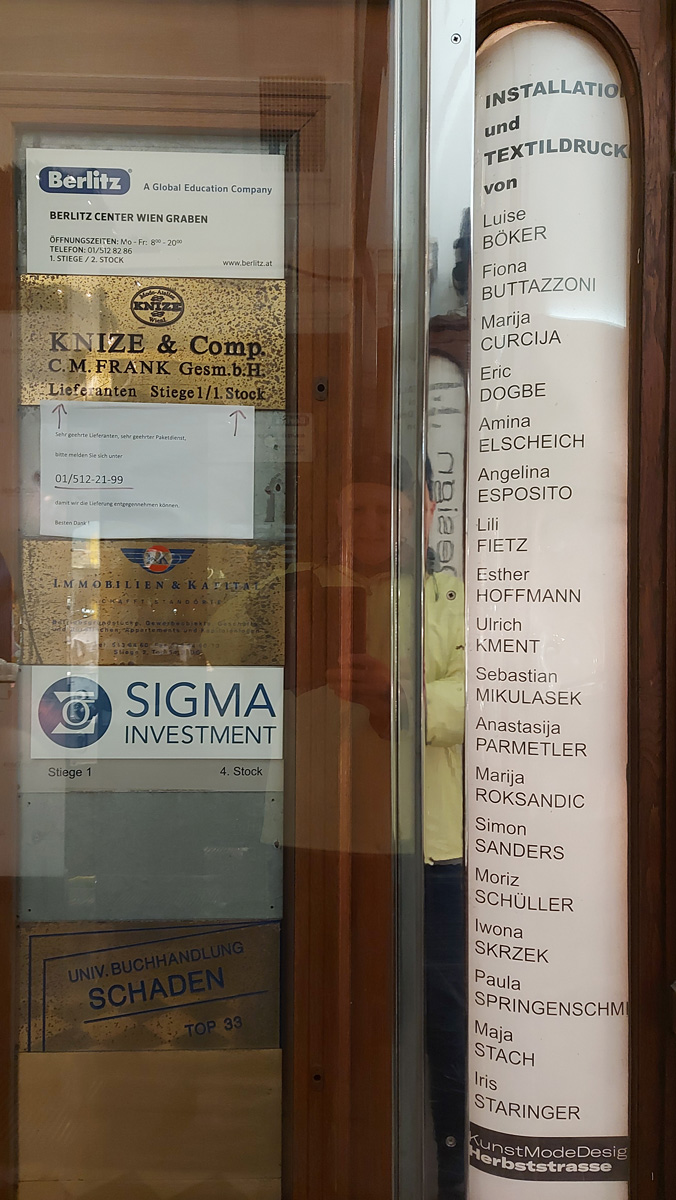 Berlitz
A Global Education Company
BERLITZ CENTER WIEN GRABEN
ÖFFNUNGSZEITEN: Mo - Fr: 8⁰⁰ - 20⁰⁰
TELEFON: 01/512 82 86
1. STIEGE / 2. STOCK
www.berlitz.at
Mode-Atelier
KNIZE
Wien
KNIZE & Comp.
C.M. FRANK Gesm.b.H.
Lieferanten Stiege 1/1. Stock
Sehr geehrte Lieferanten, sehr geehrter Paketdienst,
bitte melden Sie sich unter
01/512-21-99
damit wir die Lieferung entgegennehmen können.
Besten Dank !
IMMOBILIEN & KAPITAL
SIGMA
INVESTMENT
Stiege 1
4. Stock
UNIV. BUCHHANDLUNG
SCHADEN
TOP 33
INSTALLATIO
und
TEXTILDRUCK
von
Luise
BÖKER
Fiona
BUTTAZZONI
Marija
CURCIJA
Eric
DOGBE
Amina
ELSCHEICH
Angelina
ESPOSITO
Lili
FIETZ
Esther
HOFFMANN
Ulrich
KMENT
Sebastian
MIKULASEK
Anastasija
PARMETLER
Marija
ROKSANDIC
Simon
SANDERS
Moriz
SCHÜLLER
Iwona
SKRZEK
Paula
SPRINGENSCHMI
Maja
STACH
Iris
STARINGER
KunstModeDesig
Herbststrasse